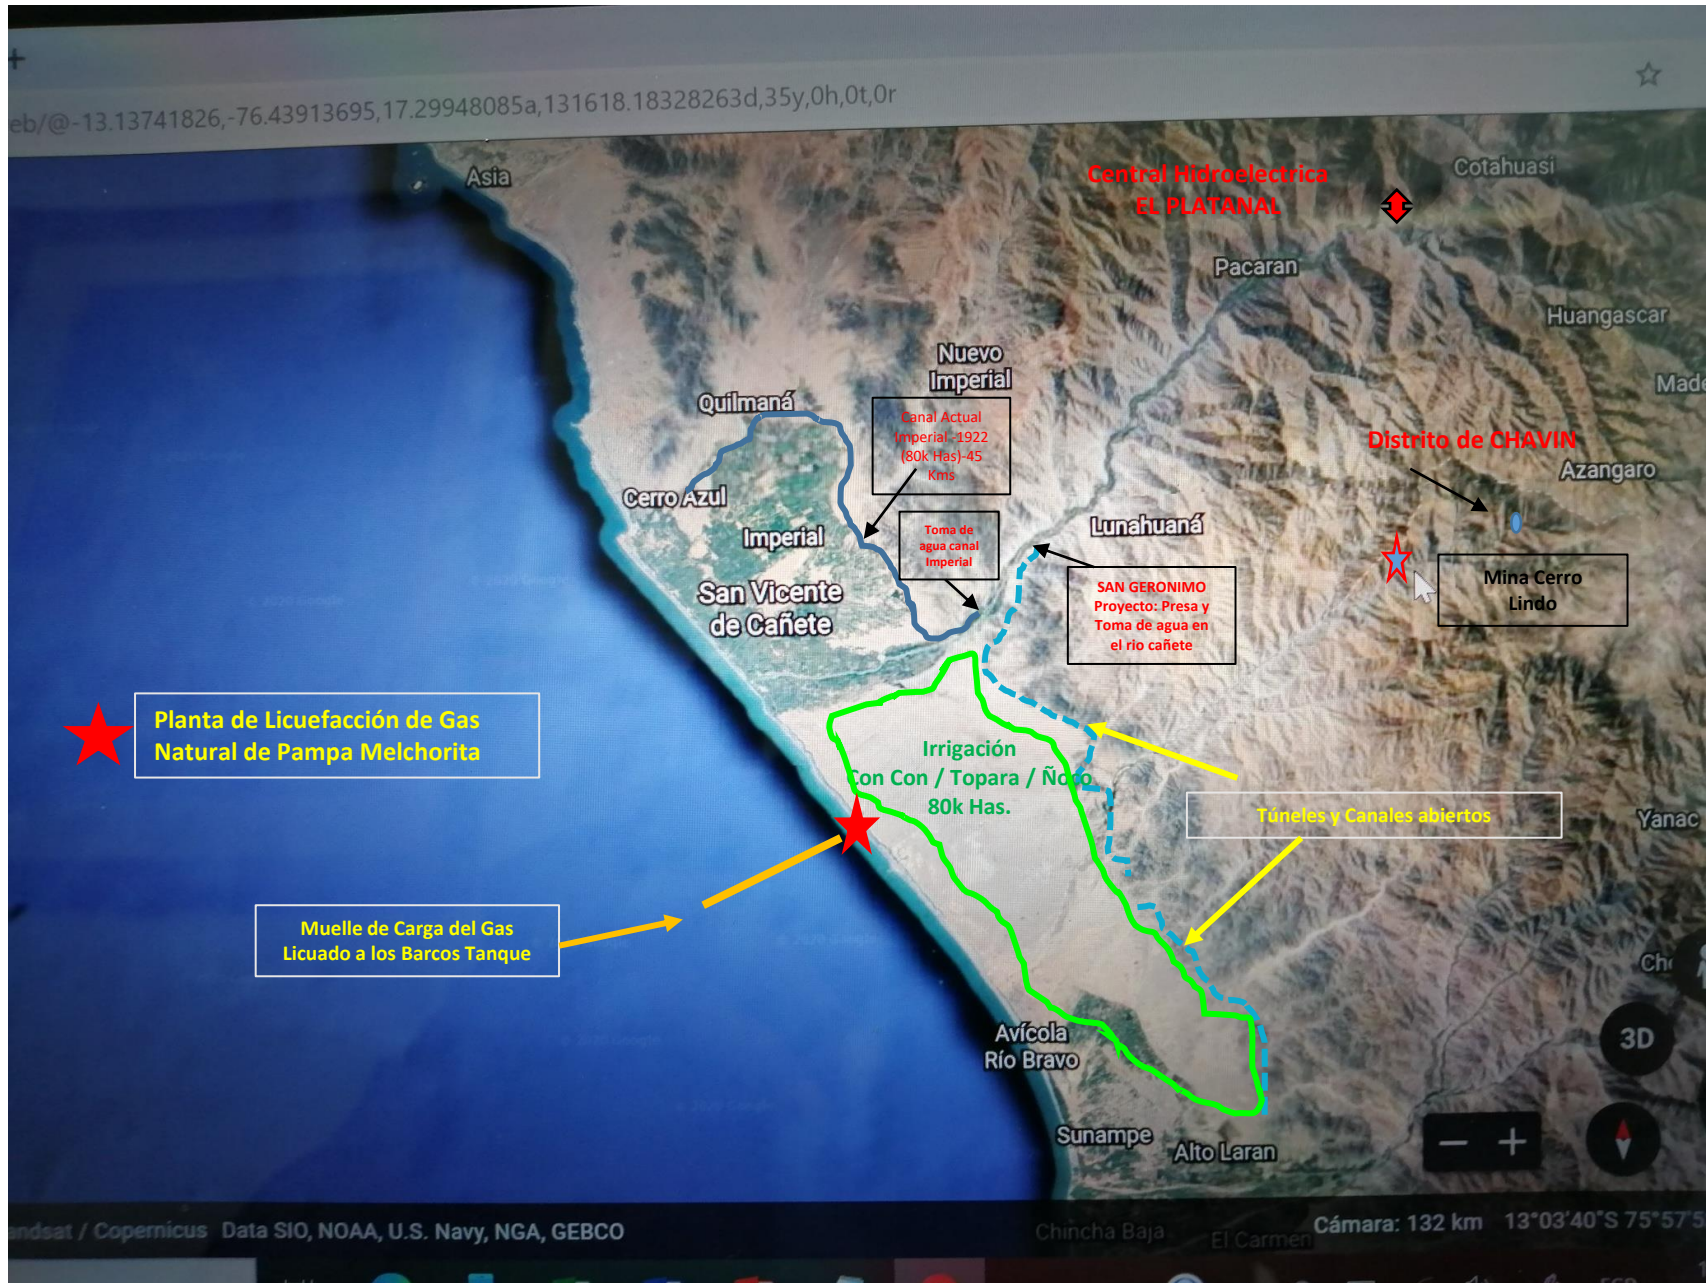 eb/@-13.13741826,-76.43913695,17.29948085a,131618.18328263d,35y,0h,0t,0r
Asia
Central Hidroelectrica
EL PLATANAL
Cotahuasi
Pacaran
Huangascar
Nuevo
Imperial
Quilmaná
Canal Actual
Imperial.-1922
(80k Has)-45
Kms
Distrito de CHAVIN
Azangaro
Cerro Azul
Imperial
Toma de
agua canal
Imperial
Lunahuaná
San Vicente
de Cañete
SAN GERONIMO
Proyecto: Presa y
Toma de agua en
el rio cañete
Mina Cerro
Lindo
Planta de Licuefacción de Gas
Natural de Pampa Melchorita
Irrigación
Con Con / Topara / Ñoco
80k Has.
Túneles y Canales abiertos
Yanac
Muelle de Carga del Gas
Licuado a los Barcos Tanque
Avícola
Río Bravo
3D
Sunampe
Alto Laran
Data SIO, NOAA, U.S. Navy, NGA, GEBCO
/ Copernicus
Chincha Baja
El Carmen
Cámara: 132 km 13°03'40"S 75°57'5